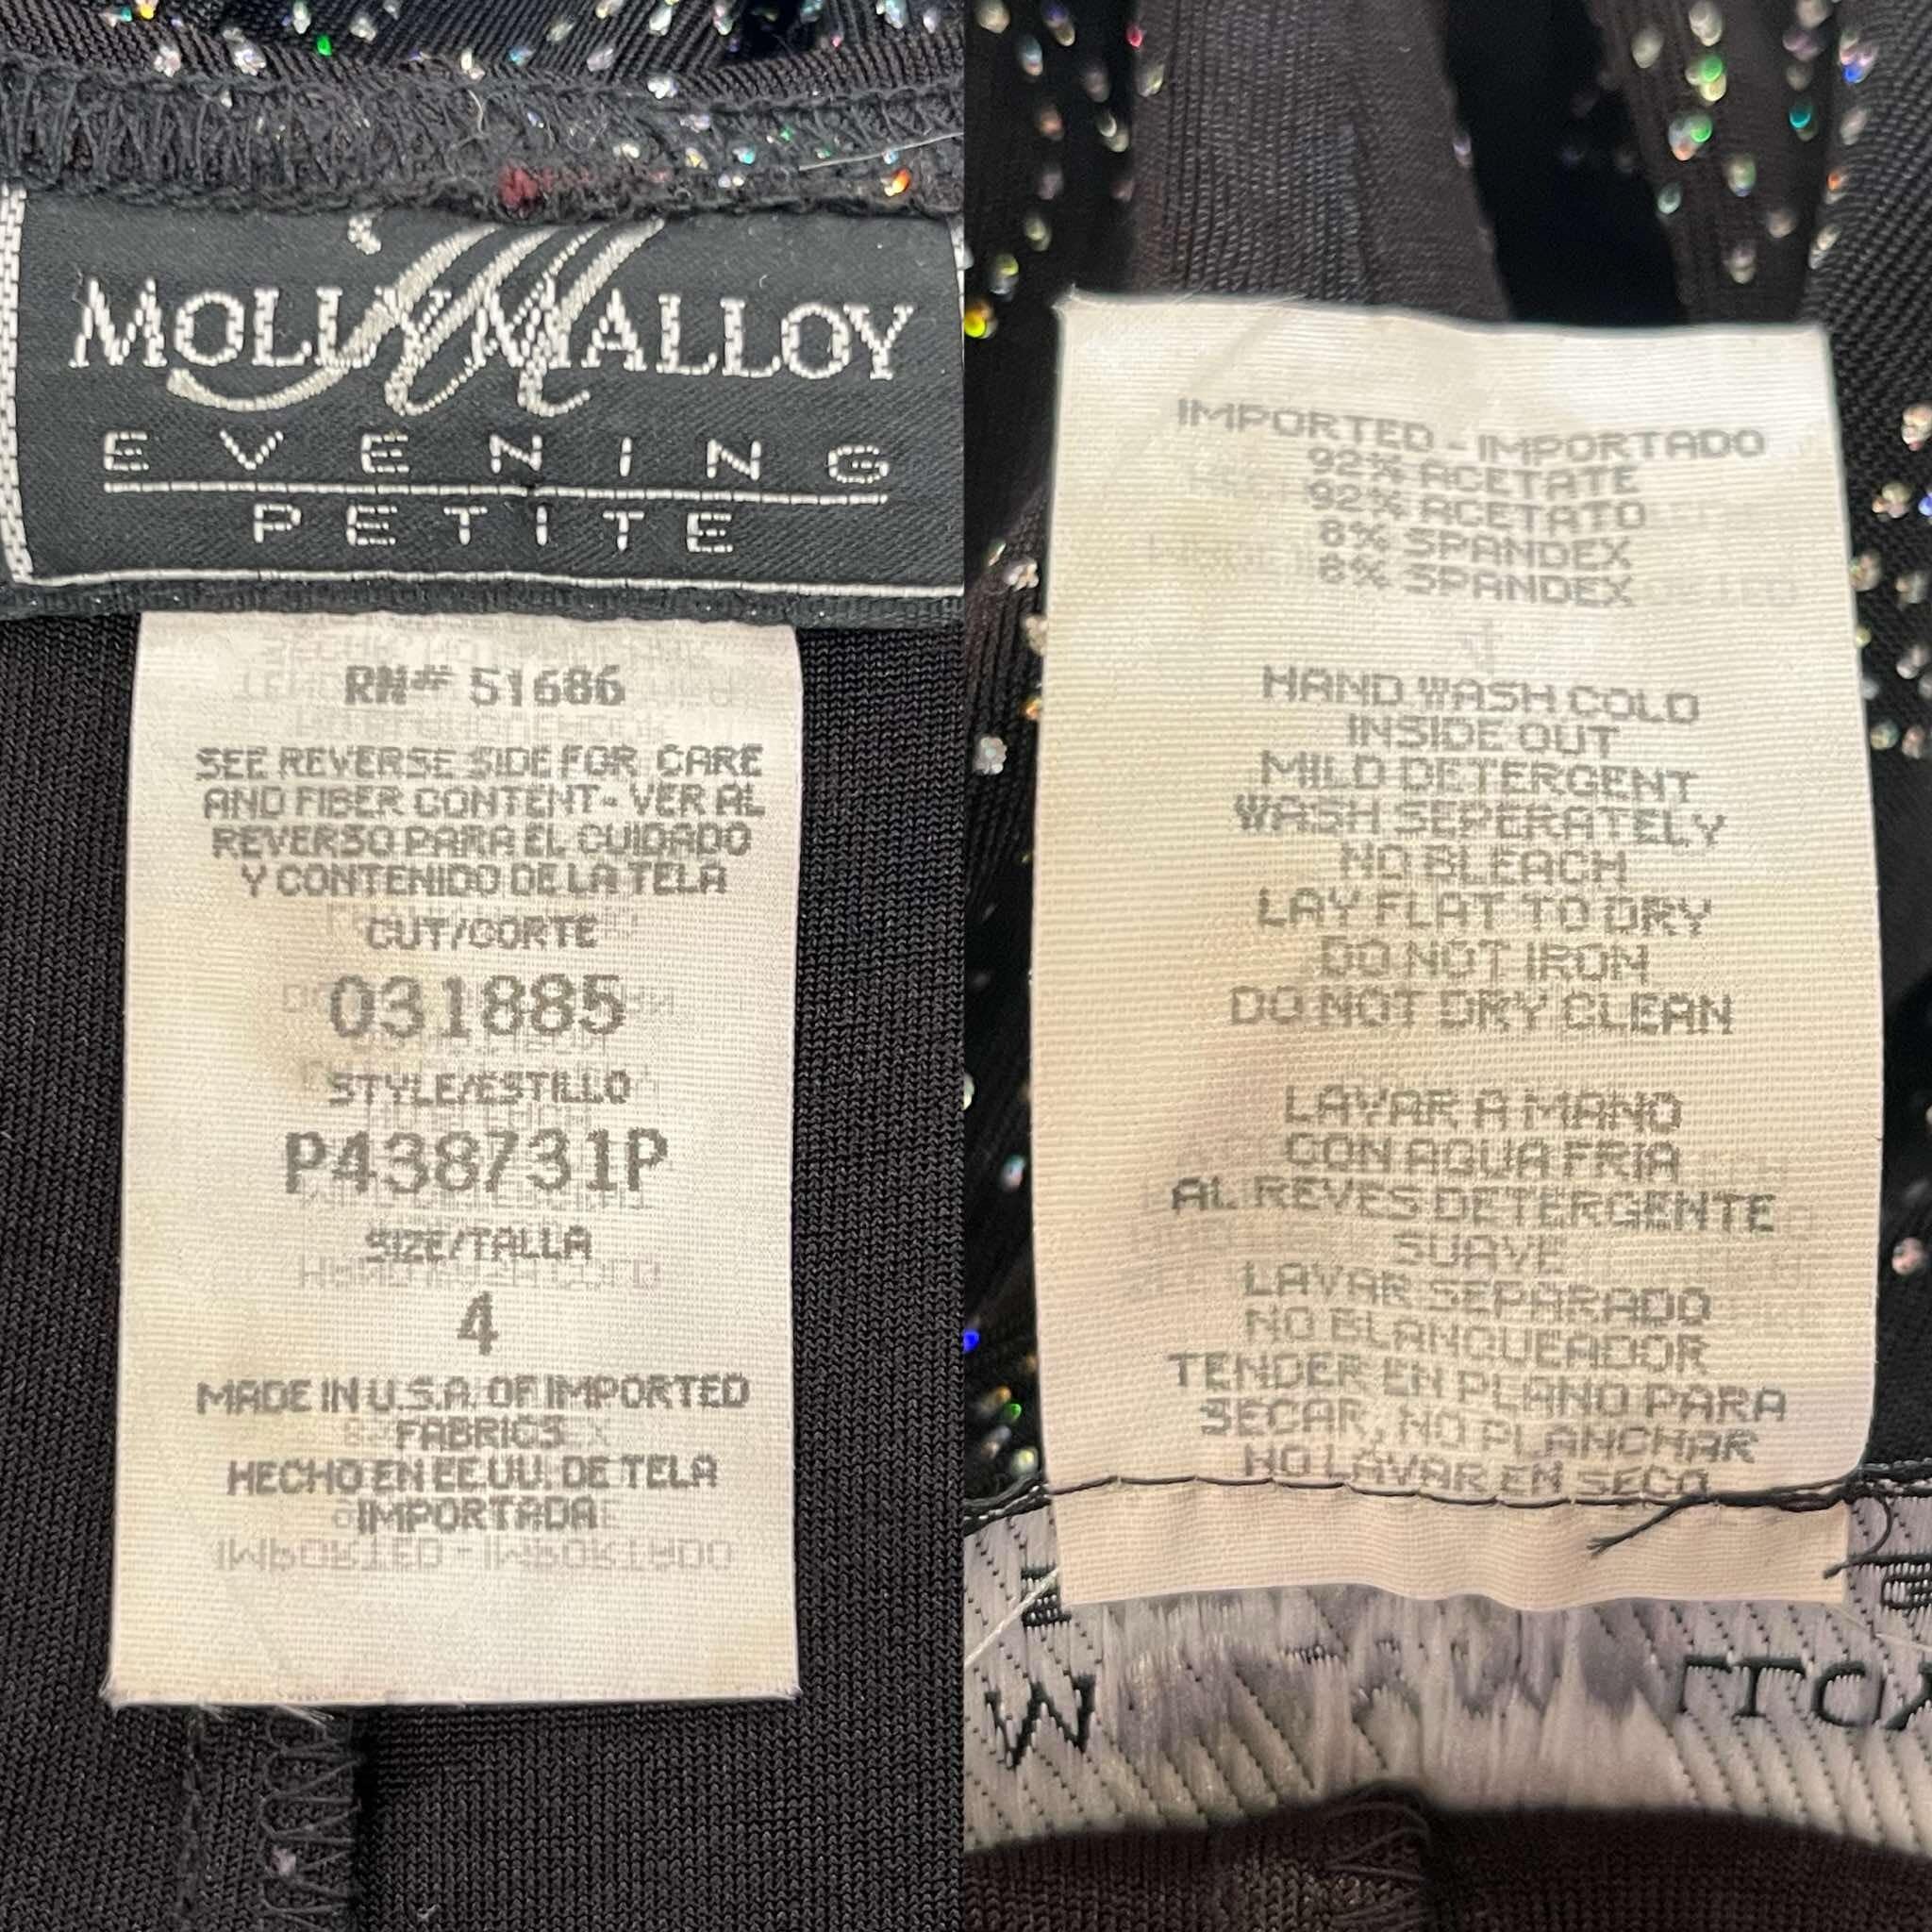 MOLLY MALLOY
EVENING
PETITE
RN# 51686
SEE REVERSE SIDE FOR CARE
AND FIBER CONTENT - VER AL
REVERSO PARA EL CUIDADO
Y CONTENIDO DE LA TELA
CUT/CORTE
031885
STYLE/ESTILLO
P438731P
SIZE/TALLA
4
MADE IN U.S.A. OF IMPORTED
FABRICS
HECHO EN EE.UU. DE TELA
IMPORTADA
IMPORTED - IMPORTADO
92% ACETATE
92% ACETATO
8% SPANDEX
8% SPANDEX
HAND WASH COLD
INSIDE OUT
MILD DETERGENT
WASH SEPERATELY
NO BLEACH
LAY FLAT TO DRY
DO NOT IRON
DO NOT DRY CLEAN
LAVAR A MANO
CON AQUA FRIA
AL REVES DETERGENTE
SUAVE
LAVAR SEPARADO
NO BLANQUEADOR
TENDER EN PLANO PARA
SECAR, NO PLANCHAR
NO LAVAR EN SECO